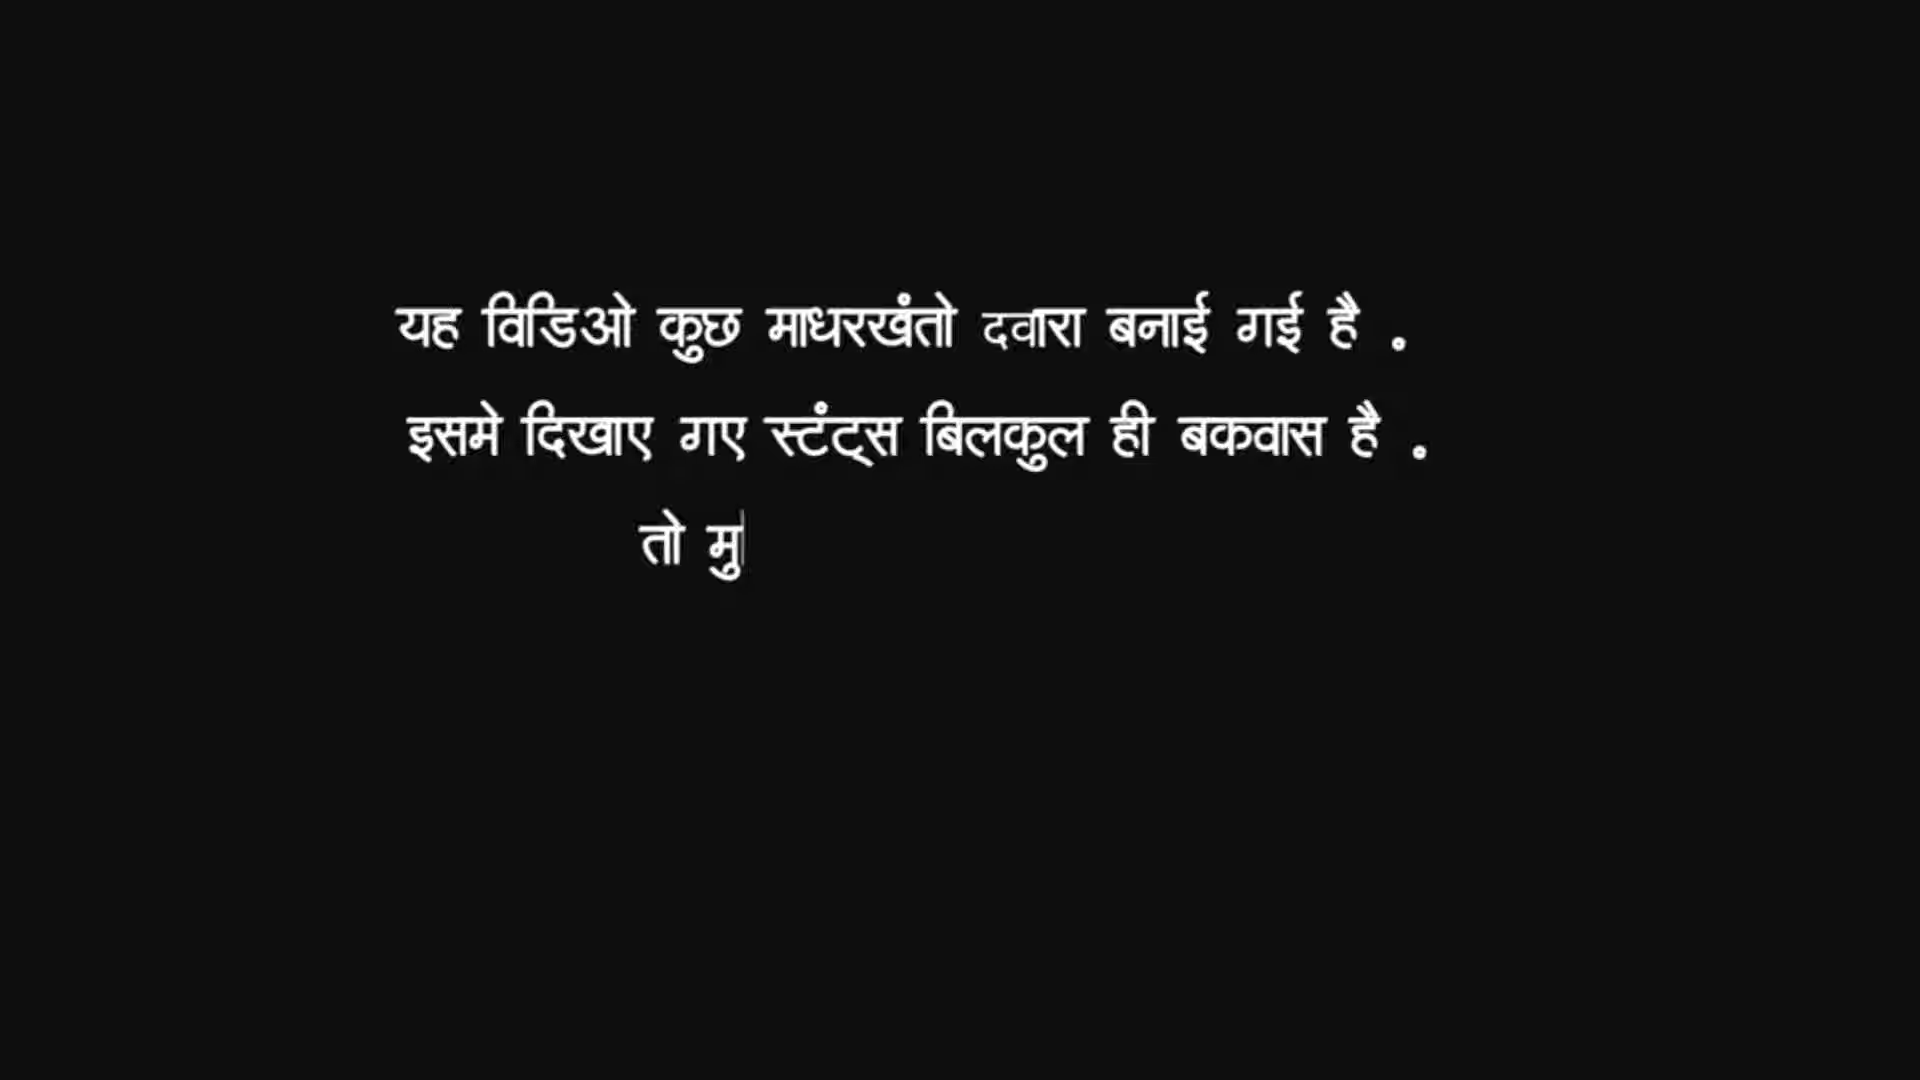 यह विडिओ कुछ माधरखंतो दवारा बनाई गई है .
इसमे दिखाए गए स्टंट्स बिलकुल ही बकवास है .
तो मु